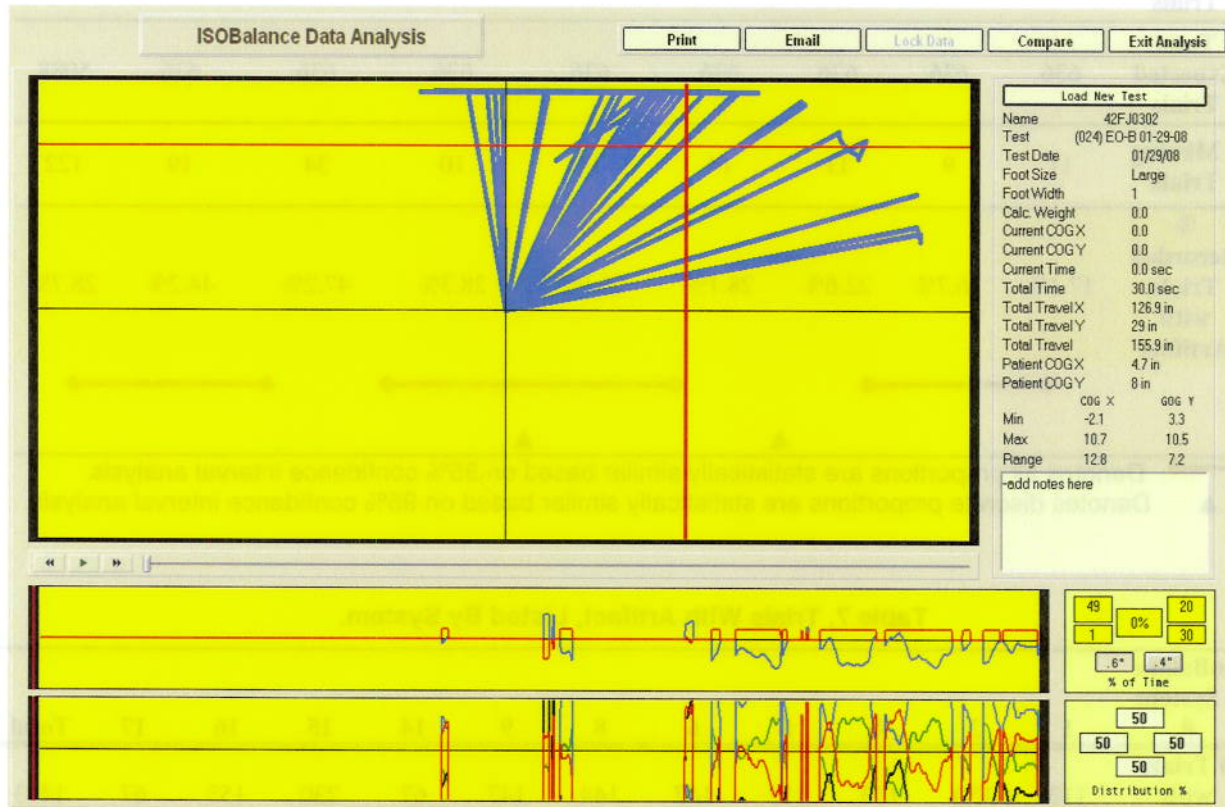 ISOBalance Data Analysis
Print
Email
Lock Data
Compare
Exit Analysis
Load New Test
Name 42FJ0302
Test (024) EO-B 01-29-08
Test Date 01/29/08
Foot Size Large
Foot Width 1
Calc. Weight 0.0
Current COG X 0.0
Current COG Y 0.0
Current Time 0.0 sec
Total Time 30.0 sec
Total Travel X 126.9 in
Total Travel Y 29 in
Total Travel 155.9 in
Patient COG X 4.7 in
Patient COG Y 8 in
COG X GOG Y
Min -2.1 3.3
Max 10.7 10.5
Range 12.8 7.2
-add notes here
49 20
0%
1 30
.6" .4"
% of Time
50
50 50
50
Distribution %